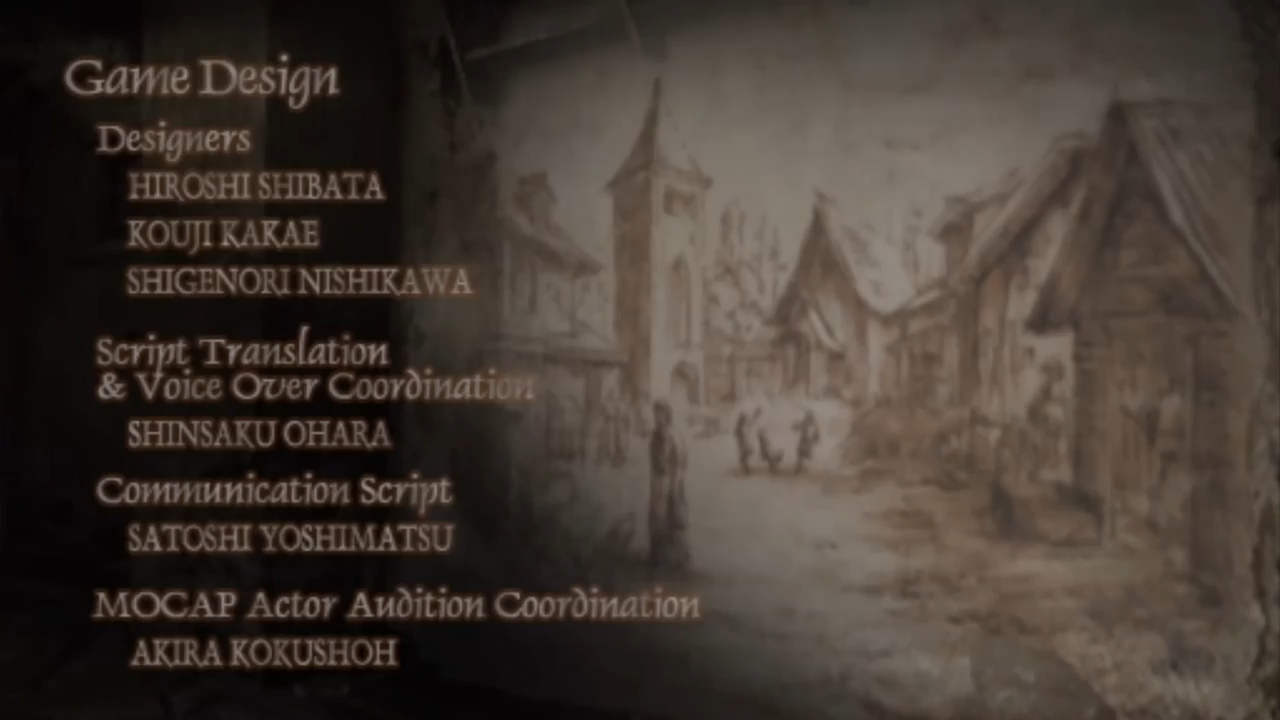 Game Design
Designers
HIROSHI SHIBATA
KOUJI KAKAE
SHIGENORI NISHIKAWA
Script Translation
& Voice Over Coordination
SHINSAKU OHARA
Communication Script
SATOSHI YOSHIMATSU
MOCAP Actor Audition Coordination
AKIRA KOKUSHOH